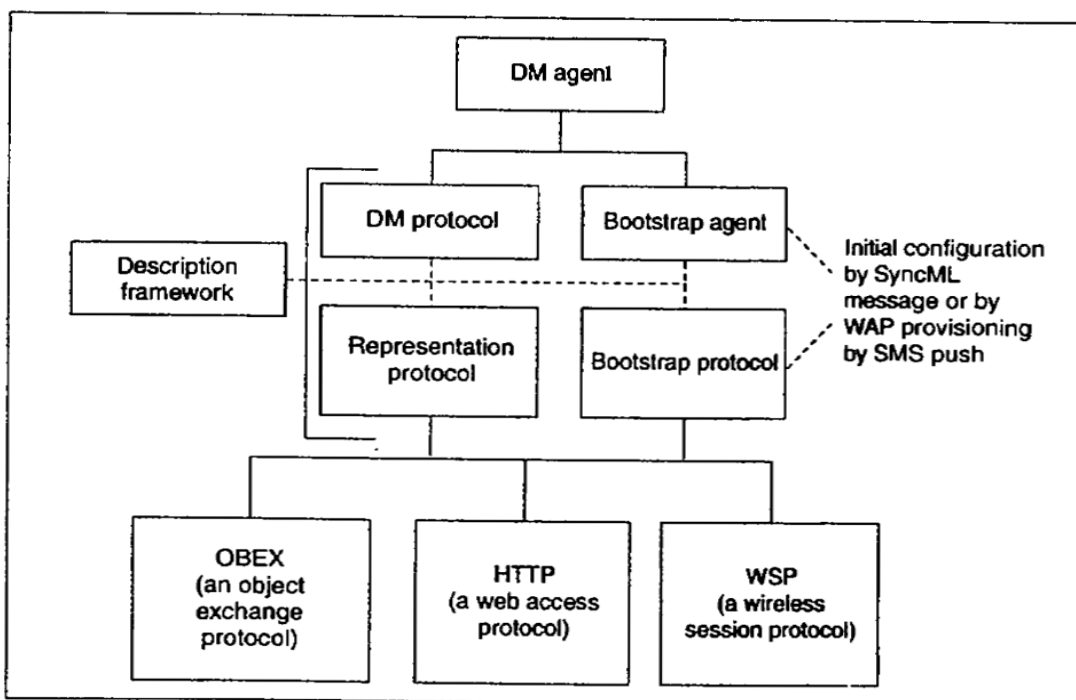 DM agent
DM protocol
Bootstrap agent
Description
framework
Initial configuration
by SyncML
message or by
WAP provisioning
by SMS push
Representation
protocol
Bootstrap protocol
OBEX
(an object
exchange
protocol)
HTTP
(a web access
protocol)
WSP
(a wireless
session protocol)